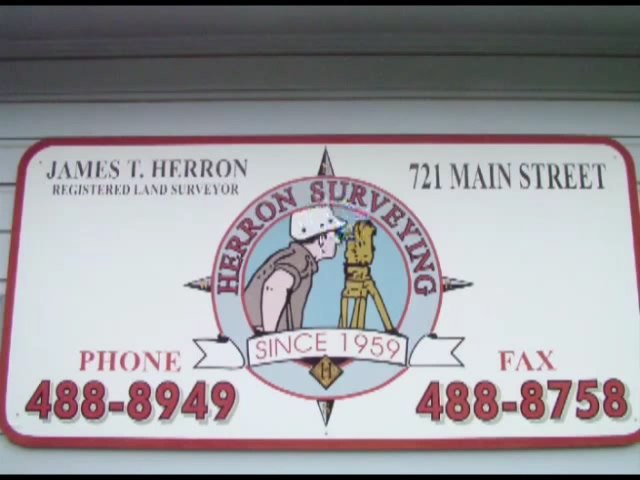 JAMES T. HERRON
REGISTERED LAND SURVEYOR
721 MAIN STREET
HERRON SURVEYING
SINCE 1959
H
PHONE
488-8949
FAX
488-8758